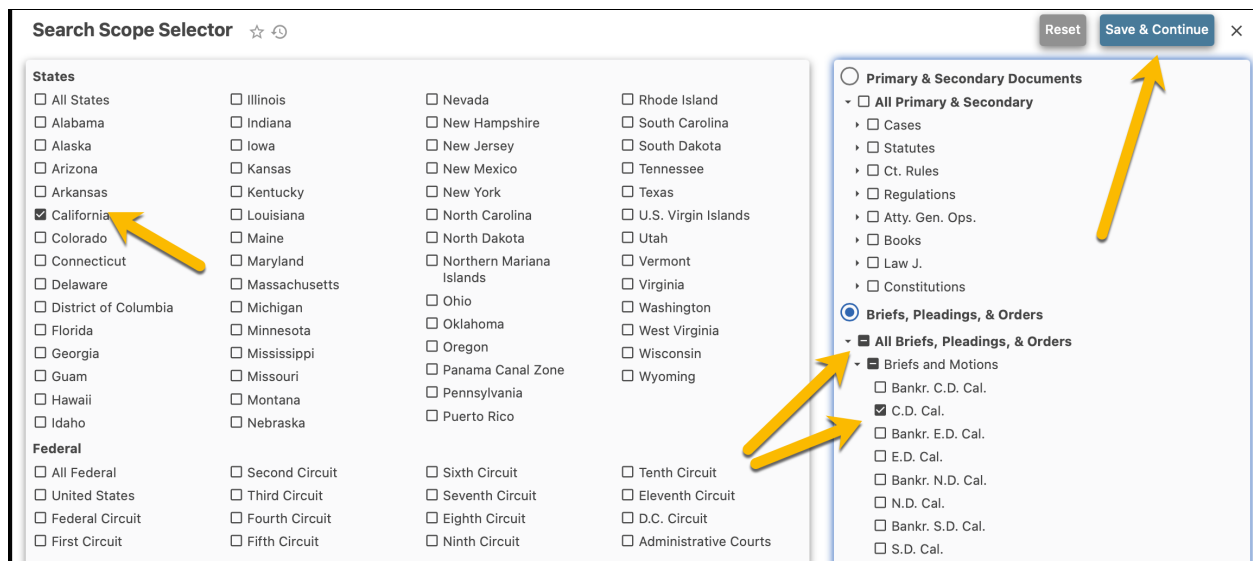 Search Scope Selector
Reset
Save & Continue
States
All States
Alabama
Alaska
Arizona
Arkansas
California
Colorado
Connecticut
Delaware
District of Columbia
Florida
Georgia
Guam
Hawaii
Idaho
Illinois
Indiana
Iowa
Kansas
Kentucky
Louisiana
Maine
Maryland
Massachusetts
Michigan
Minnesota
Mississippi
Missouri
Montana
Nebraska
Nevada
New Hampshire
New Jersey
New Mexico
New York
North Carolina
North Dakota
Northern Mariana
Islands
Ohio
Oklahoma
Oregon
Panama Canal Zone
Pennsylvania
Puerto Rico
Rhode Island
South Carolina
South Dakota
Tennessee
Texas
U.S. Virgin Islands
Utah
Vermont
Virginia
Washington
West Virginia
Wisconsin
Wyoming
Federal
All Federal
United States
Federal Circuit
First Circuit
Second Circuit
Third Circuit
Fourth Circuit
Fifth Circuit
Sixth Circuit
Seventh Circuit
Eighth Circuit
Ninth Circuit
Tenth Circuit
Eleventh Circuit
D.C. Circuit
Administrative Courts
Primary & Secondary Documents
All Primary & Secondary
Cases
Statutes
Ct. Rules
Regulations
Atty. Gen. Ops.
Books
Law J.
Constitutions
Briefs, Pleadings, & Orders
All Briefs, Pleadings, & Orders
Briefs and Motions
Bankr. C.D. Cal.
C.D. Cal.
Bankr. E.D. Cal.
E.D. Cal.
Bankr. N.D. Cal.
N.D. Cal.
Bankr. S.D. Cal.
S.D. Cal.